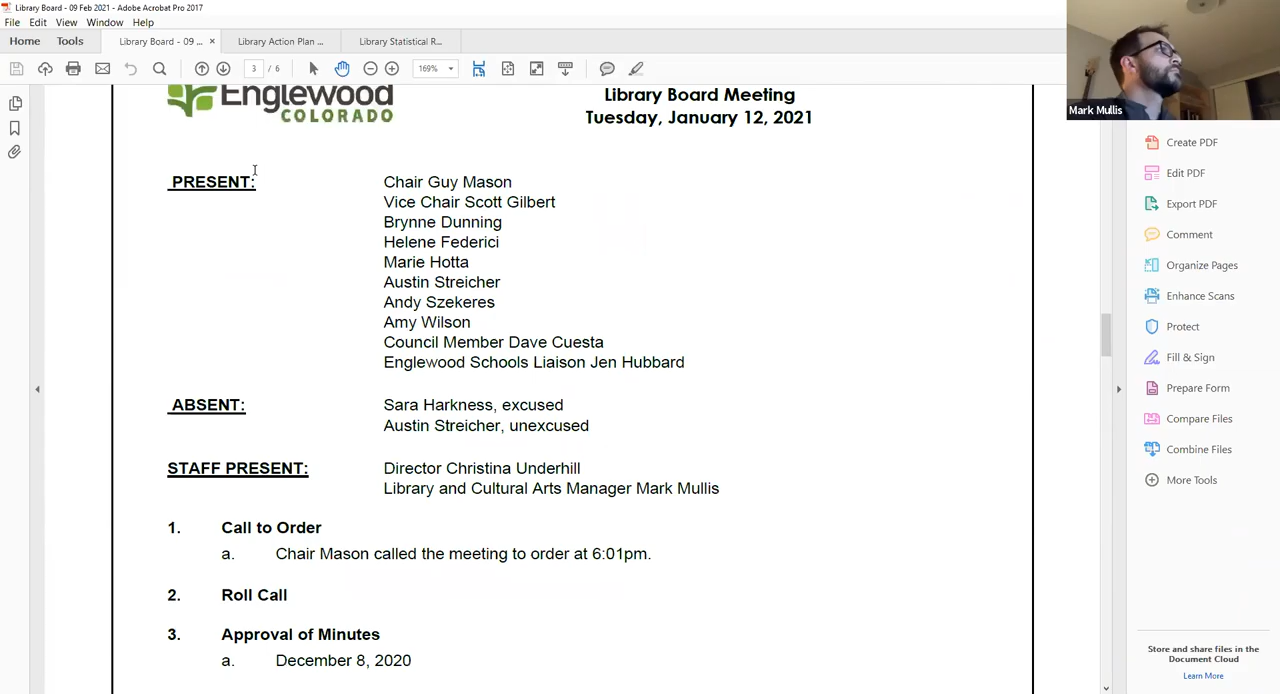 Library Board - 09 Feb 2021 - Adobe Acrobat Pro 2017
File Edit View Window Help
Home Tools Library Board - 09 ... × Library Action Plan ... Library Statistical R...
3 / 6 169%
Englewood
COLORADO
Library Board Meeting
Tuesday, January 12, 2021
PRESENT: Chair Guy Mason
Vice Chair Scott Gilbert
Brynne Dunning
Helene Federici
Marie Hotta
Austin Streicher
Andy Szekeres
Amy Wilson
Council Member Dave Cuesta
Englewood Schools Liaison Jen Hubbard
ABSENT: Sara Harkness, excused
Austin Streicher, unexcused
STAFF PRESENT: Director Christina Underhill
Library and Cultural Arts Manager Mark Mullis
1. Call to Order
a. Chair Mason called the meeting to order at 6:01pm.
2. Roll Call
3. Approval of Minutes
a. December 8, 2020
Mark Mullis
Create PDF
Edit PDF
Export PDF
Comment
Organize Pages
Enhance Scans
Protect
Fill & Sign
Prepare Form
Compare Files
Combine Files
More Tools
Store and share files in the
Document Cloud
Learn More